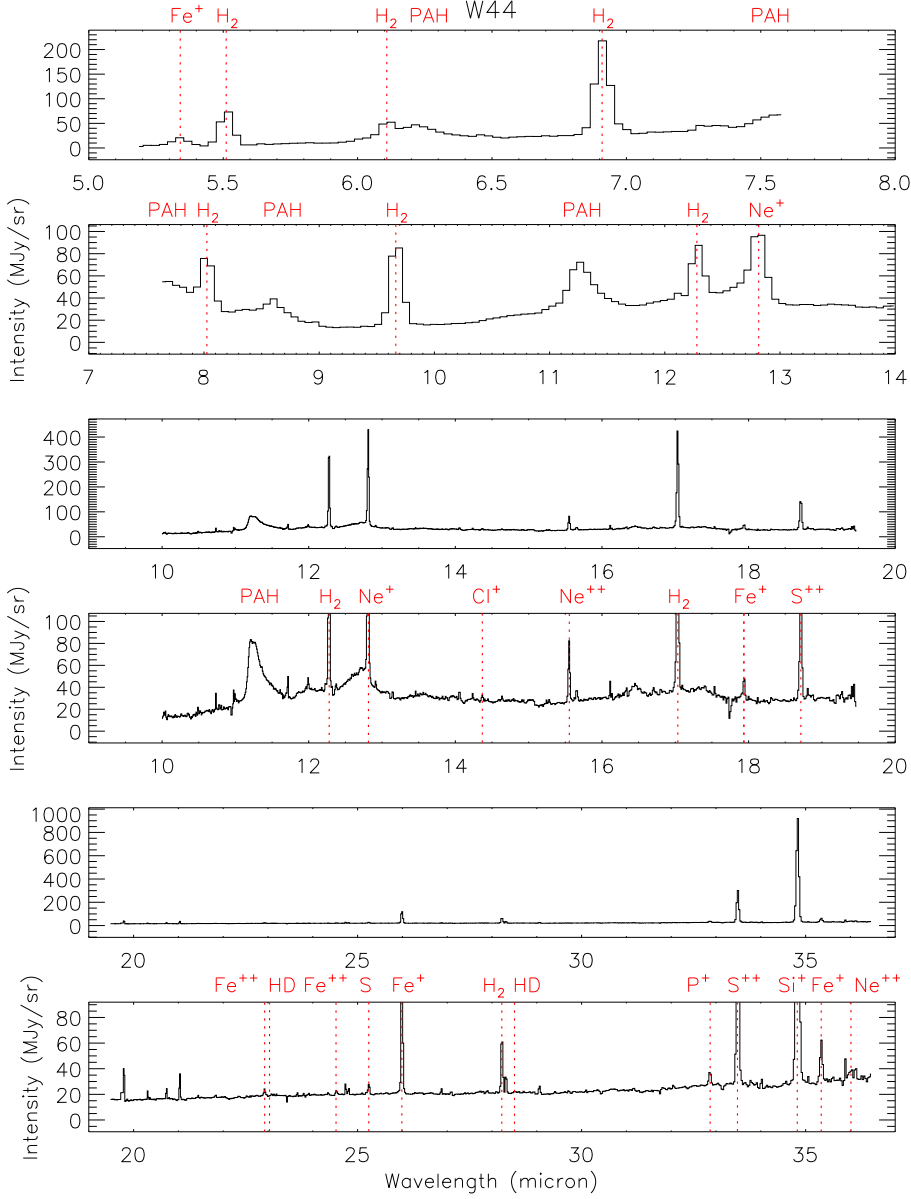 W44
Fe⁺ H₂ H₂ PAH H₂ PAH
200
150
100
50
0
5.0 5.5 6.0 6.5 7.0 7.5 8.0
PAH H₂ PAH H₂ PAH H₂ Ne⁺
Intensity (MJy/sr)
100
80
60
40
20
0
7 8 9 10 11 12 13 14
400
300
200
100
0
10 12 14 16 18 20
PAH H₂ Ne⁺ Cl⁺ Ne⁺⁺ H₂ Fe⁺ S⁺⁺
Intensity (MJy/sr)
100
80
60
40
20
0
10 12 14 16 18 20
1000
800
600
400
200
0
20 25 30 35
Fe⁺⁺ HD Fe⁺⁺ S Fe⁺ H₂ HD P⁺ S⁺⁺ Si⁺ Fe⁺ Ne⁺⁺
Intensity (MJy/sr)
80
60
40
20
0
20 25 30 35
Wavelength (micron)